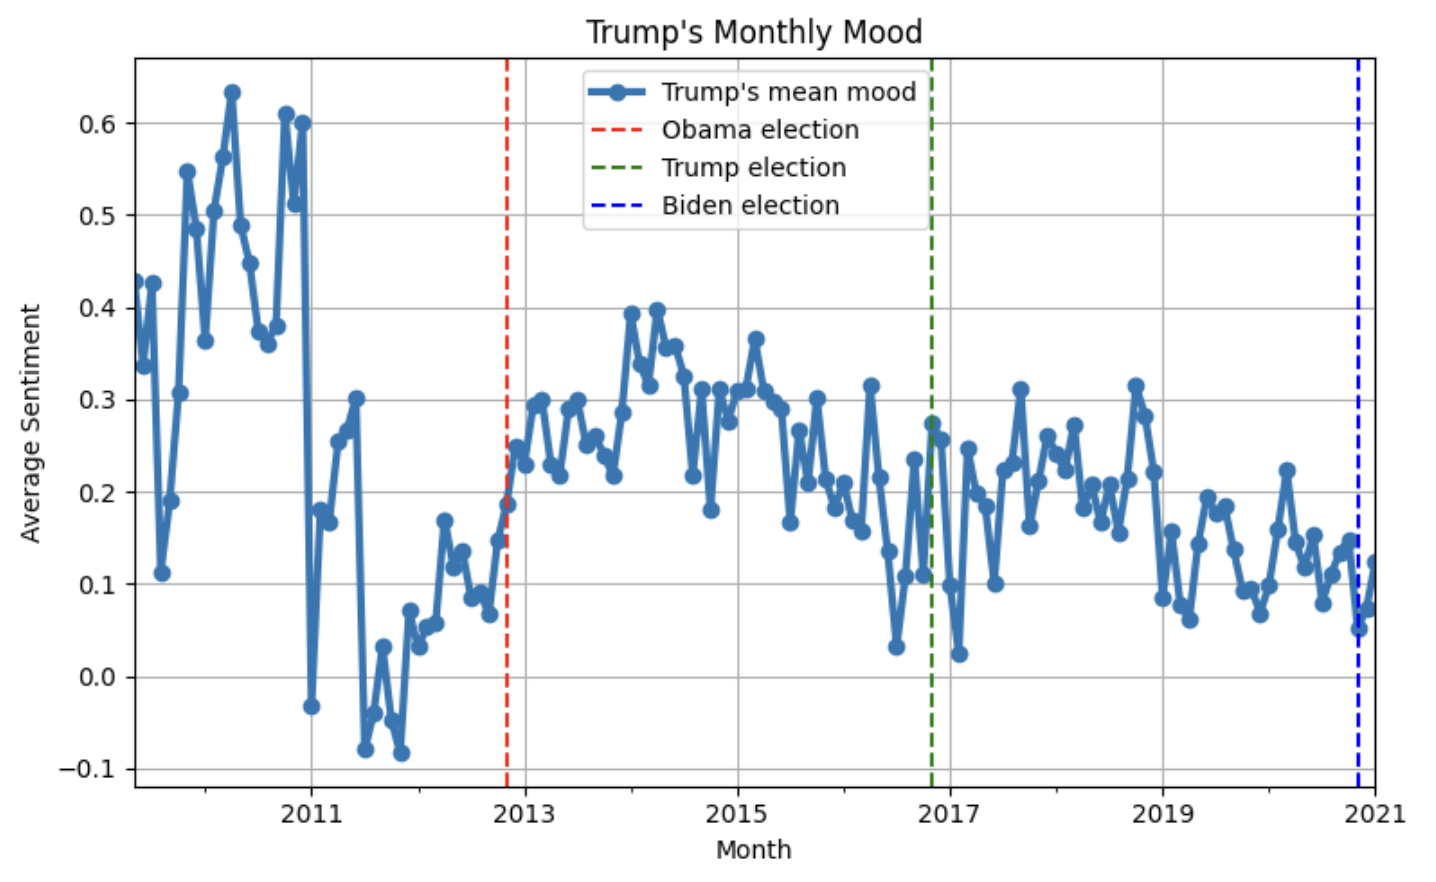 Trump's Monthly Mood
Trump's mean mood
Obama election
Trump election
Biden election
0.6
0.5
0.4
0.3
0.2
0.1
0.0
−0.1
Average Sentiment
2011 2013 2015 2017 2019 2021
Month